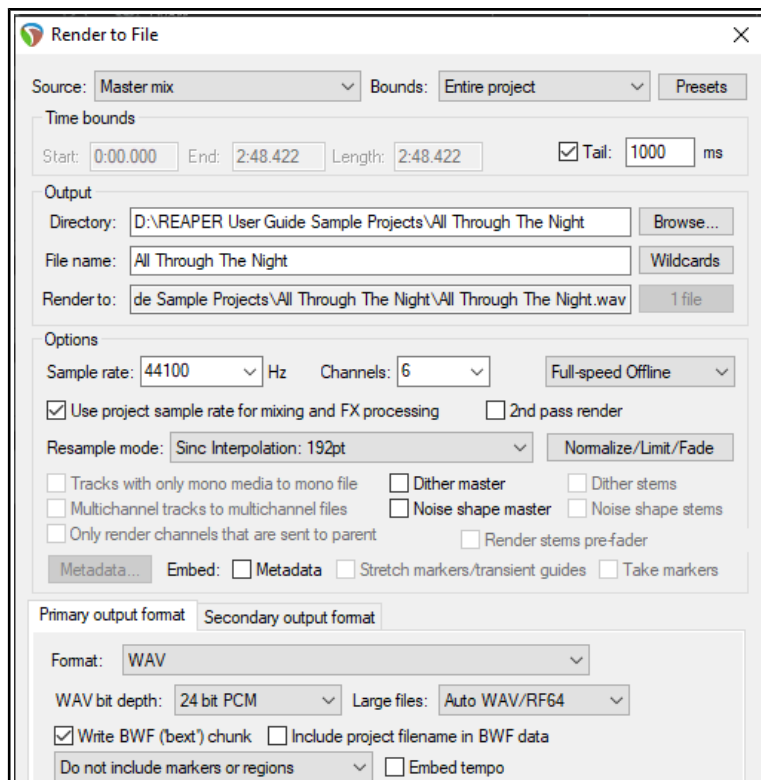 Render to File
Source: Master mix Bounds: Entire project Presets
Time bounds
Start: 0:00.000 End: 2:48.422 Length: 2:48.422 Tail: 1000 ms
Output
Directory: D:\REAPER User Guide Sample Projects\All Through The Night Browse...
File name: All Through The Night Wildcards
Render to: de Sample Projects\All Through The Night\All Through The Night.wav 1 file
Options
Sample rate: 44100 Hz Channels: 6 Full-speed Offline
Use project sample rate for mixing and FX processing 2nd pass render
Resample mode: Sinc Interpolation: 192pt Normalize/Limit/Fade
Tracks with only mono media to mono file Dither master Dither stems
Multichannel tracks to multichannel files Noise shape master Noise shape stems
Only render channels that are sent to parent Render stems pre-fader
Metadata... Embed: Metadata Stretch markers/transient guides Take markers
Primary output format Secondary output format
Format: WAV
WAV bit depth: 24 bit PCM Large files: Auto WAV/RF64
Write BWF ('bext') chunk Include project filename in BWF data
Do not include markers or regions Embed tempo